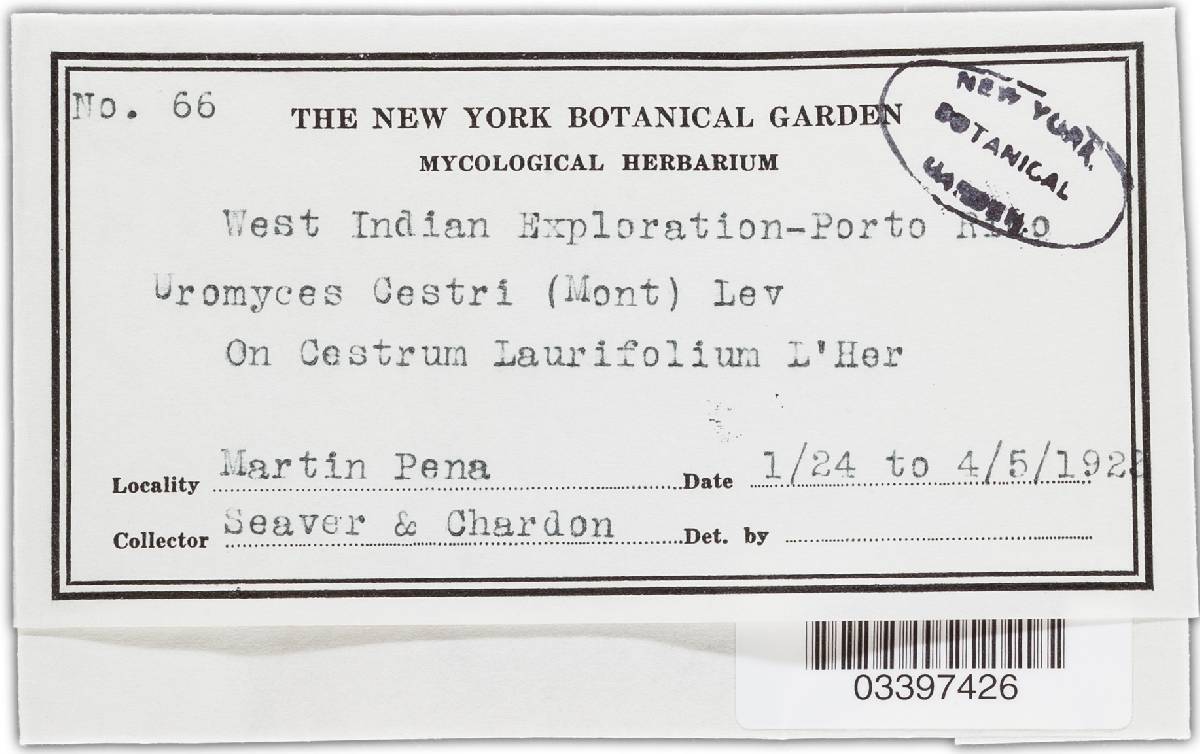 No. 66
THE NEW YORK BOTANICAL GARDEN
MYCOLOGICAL HERBARIUM
NEW YORK
BOTANICAL
GARDEN.
West Indian Exploration-Porto Rico
Uromyces Cestri (Mont) Lev
On Cestrum Laurifolium L'Her
Locality Martin Pena Date 1/24 to 4/5/1923
Collector Seaver & Chardon Det. by
03397426